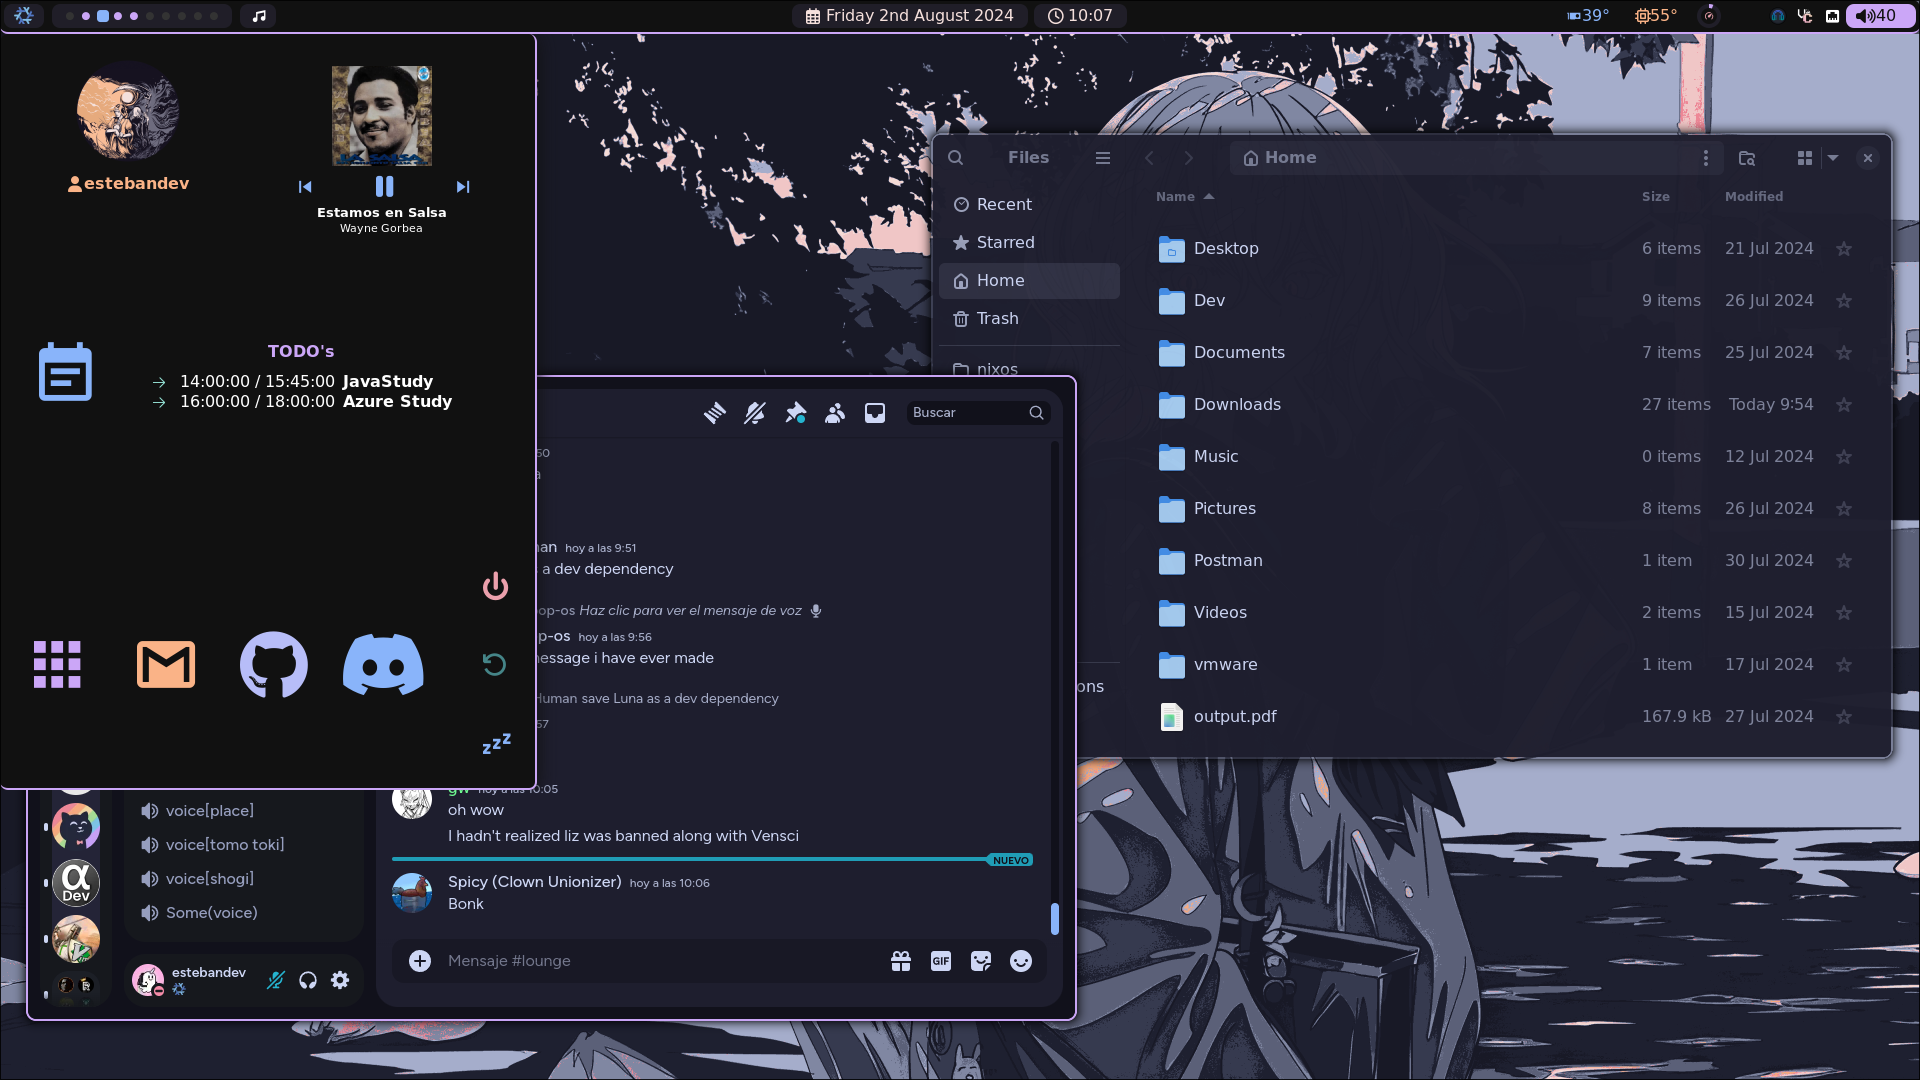 Friday 2nd August 2024
10:07
39°
55°
40
estebandev
LA SALSA
Estamos en Salsa
Wayne Gorbea
TODO's
14:00:00 / 15:45:00 JavaStudy
16:00:00 / 18:00:00 Azure Study
zzz
Files
Home
Recent
Starred
Home
Trash
nixos
ons
Name
Size
Modified
Desktop
6 items
21 Jul 2024
Dev
9 items
26 Jul 2024
Documents
7 items
25 Jul 2024
Downloads
27 items
Today 9:54
Music
0 items
12 Jul 2024
Pictures
8 items
26 Jul 2024
Postman
1 item
30 Jul 2024
Videos
2 items
15 Jul 2024
vmware
1 item
17 Jul 2024
output.pdf
167.9 kB
27 Jul 2024
Buscar
50
a
an hoy a las 9:51
a dev dependency
op-os Haz clic para ver el mensaje de voz
p-os hoy a las 9:56
essage i have ever made
Human save Luna as a dev dependency
57
gw hoy a las 10:05
oh wow
I hadn't realized liz was banned along with Vensci
NUEVO
Spicy (Clown Unionizer) hoy a las 10:06
Bonk
Mensaje #lounge
GIF
voice[place]
voice[tomo toki]
voice[shogi]
Some(voice)
α
Dev
estebandev